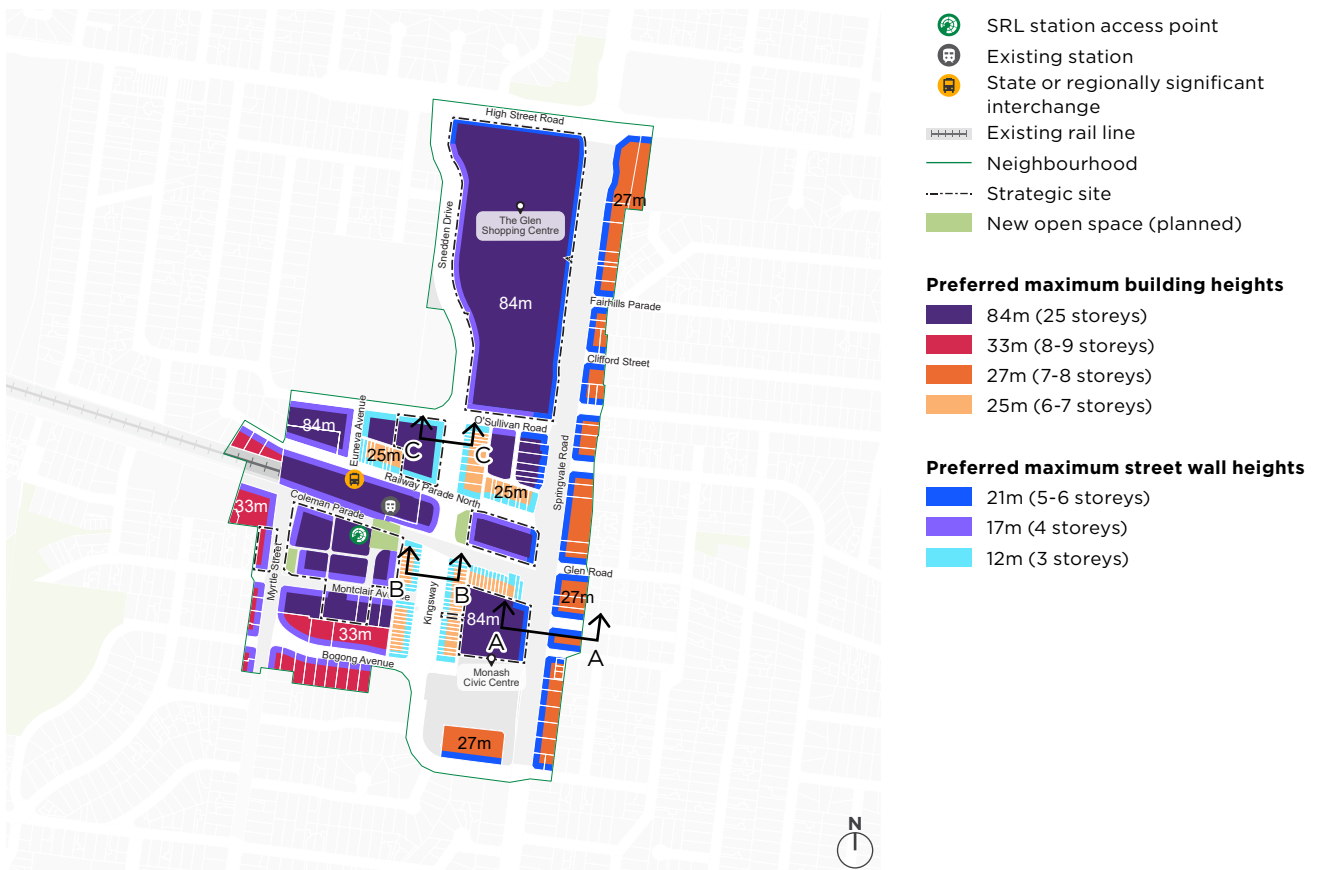 High Street Road
27m
Snedden Drive
The Glen
Shopping Centre
84m
Fairhills Parade
Clifford Street
O'Sullivan Road
84m
Euneva Avenue
C
C
25m
Railway Parade North
25m
Springvale Road
Coleman Parade
33m
Myrtle Street
Glen Road
B
B
Montclair Avenue
Kingsway
27m
84m
A
A
33m
Bogong Avenue
Monash
Civic Centre
27m
N
SRL station access point
Existing station
State or regionally significant
interchange
Existing rail line
Neighbourhood
Strategic site
New open space (planned)
Preferred maximum building heights
84m (25 storeys)
33m (8-9 storeys)
27m (7-8 storeys)
25m (6-7 storeys)
Preferred maximum street wall heights
21m (5-6 storeys)
17m (4 storeys)
12m (3 storeys)